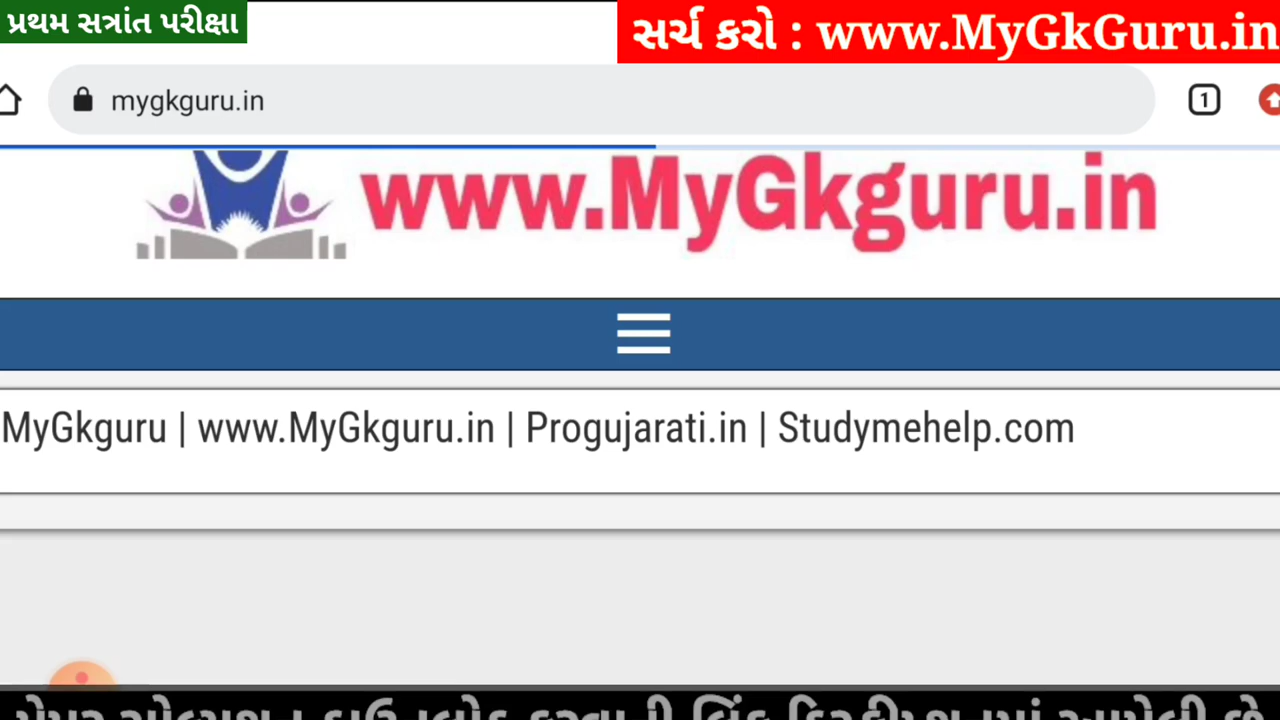 પ્રથમ સત્રાંત પરીક્ષા
સર્ચ કરો : www.MyGkGuru.in
mygkguru.in
1
www.MyGkguru.in
MyGkguru | www.MyGkguru.in | Progujarati.in | Studymehelp.com